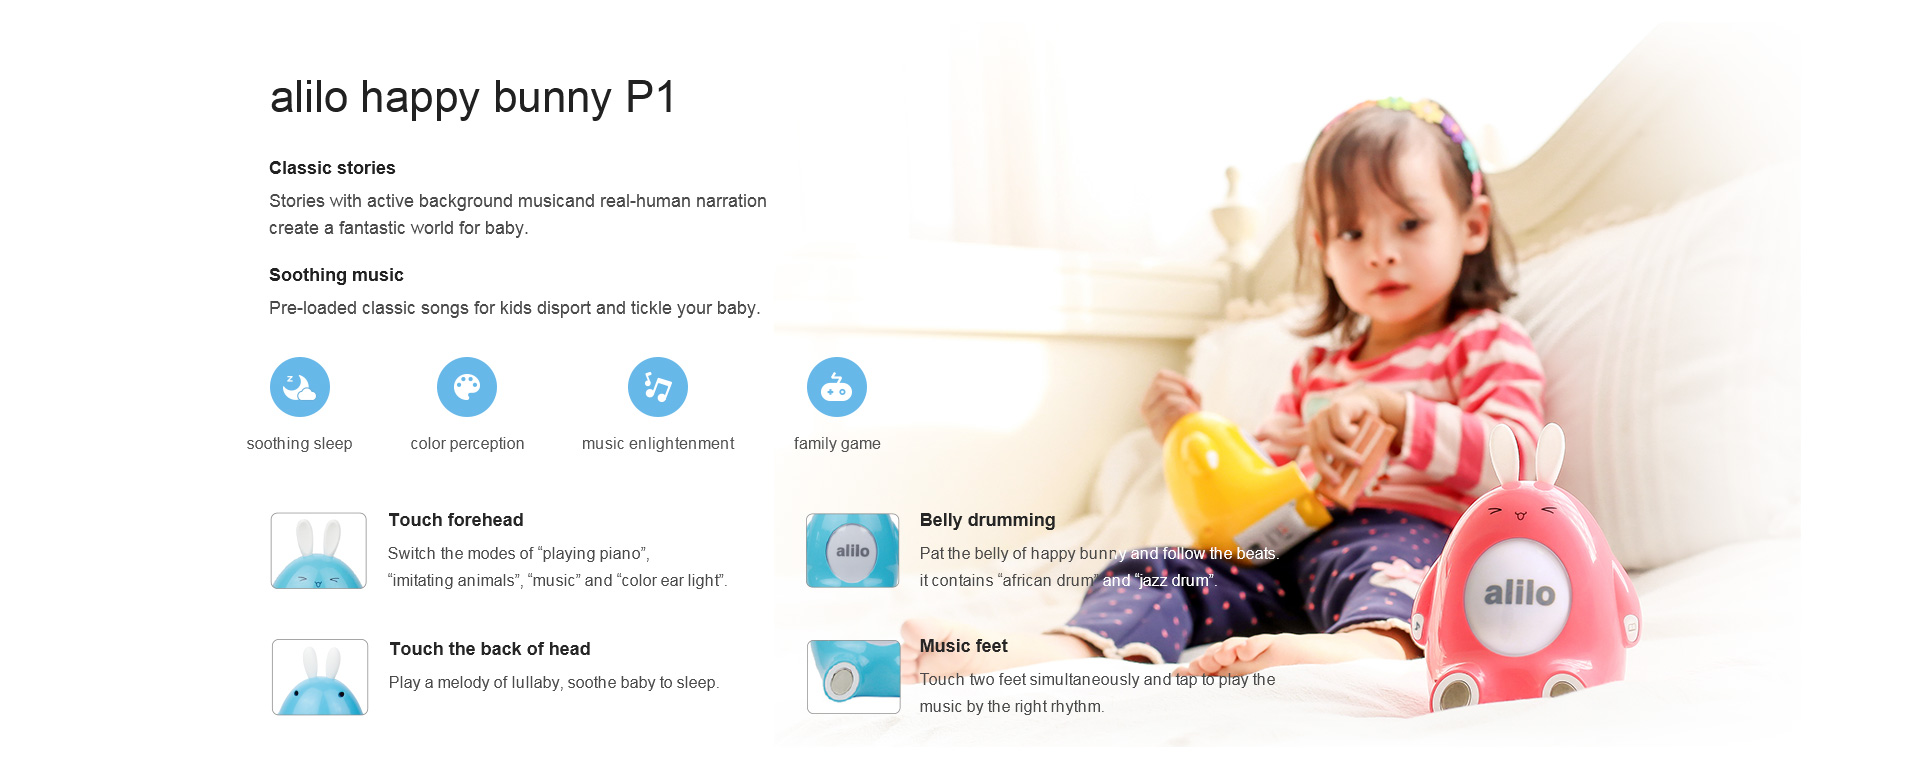 alilo happy bunny P1
Classic stories
Stories with active background musicand real-human narration
create a fantastic world for baby.
Soothing music
Pre-loaded classic songs for kids disport and tickle your baby.
soothing sleep
color perception
music enlightenment
family game
Touch forehead
Switch the modes of “playing piano”,
“imitating animals”, “music” and “color ear light”.
alilo
Belly drumming
Pat the belly of happy bunny and follow the beats.
it contains “african drum” and “jazz drum”.
Touch the back of head
Play a melody of lullaby, soothe baby to sleep.
Music feet
Touch two feet simultaneously and tap to play the
music by the right rhythm.
alilo